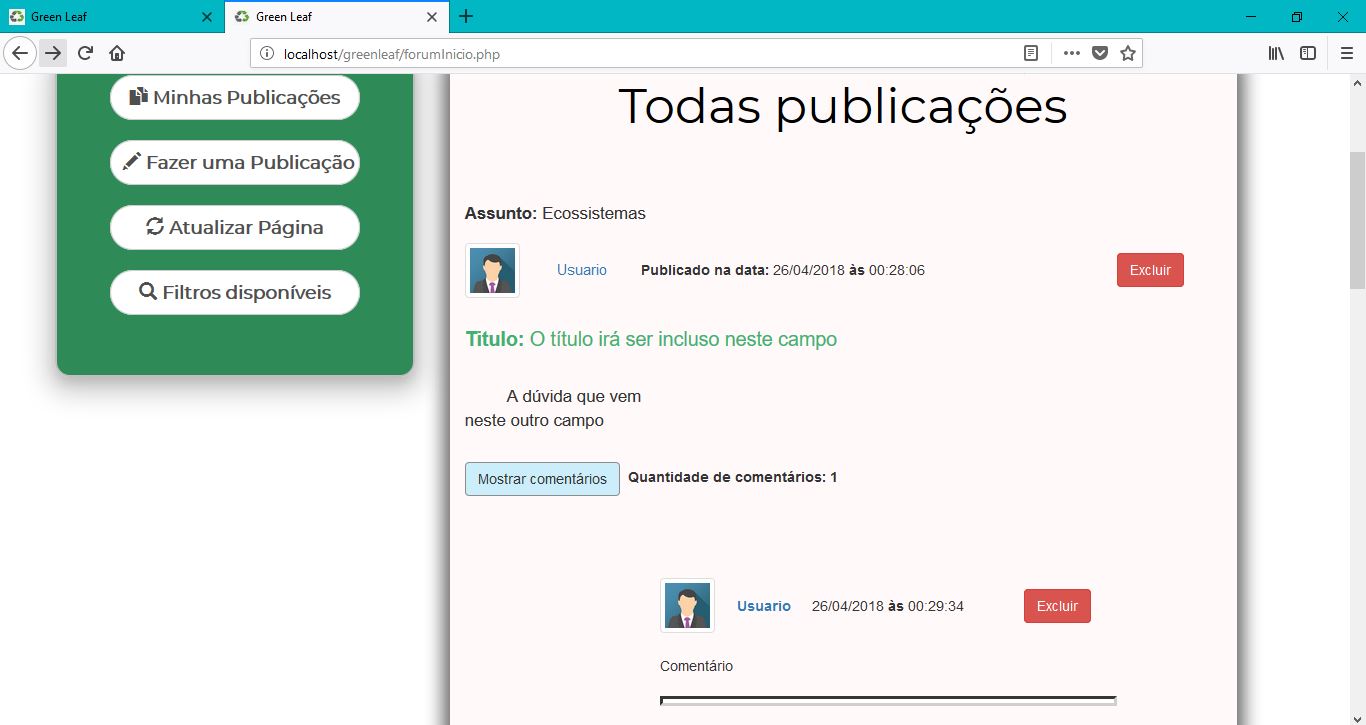 Green Leaf
Green Leaf
localhost/greenleaf/forumInicio.php
Minhas Publicações
Fazer uma Publicação
Atualizar Página
Filtros disponíveis
Todas publicações
Assunto: Ecossistemas
Usuario Publicado na data: 26/04/2018 às 00:28:06 Excluir
Titulo: O título irá ser incluso neste campo
A dúvida que vem
neste outro campo
Mostrar comentários Quantidade de comentários: 1
Usuario 26/04/2018 às 00:29:34 Excluir
Comentário